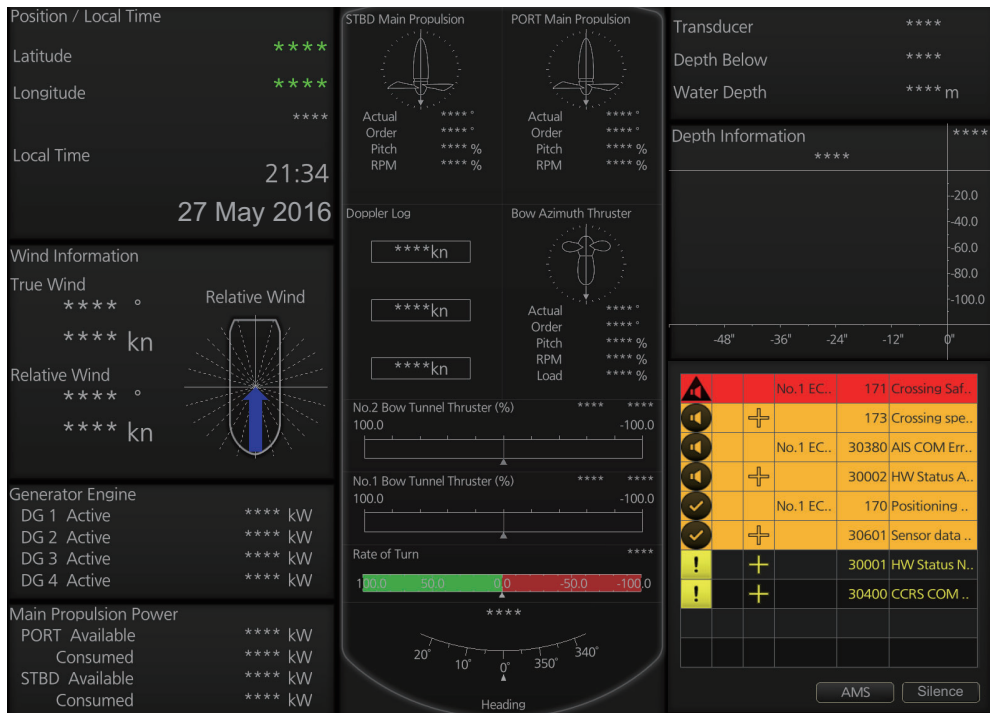 Position / Local Time
Latitude ****
Longitude ****
****
Local Time
21:34
27 May 2016
Wind Information
True Wind
**** °
**** kn
Relative Wind
Relative Wind
**** °
**** kn
Generator Engine
DG 1 Active **** kW
DG 2 Active **** kW
DG 3 Active **** kW
DG 4 Active **** kW
Main Propulsion Power
PORT Available **** kW
Consumed **** kW
STBD Available **** kW
Consumed **** kW
STBD Main Propulsion
Actual **** °
Order **** °
Pitch **** %
RPM **** %
PORT Main Propulsion
Actual **** °
Order **** °
Pitch **** %
RPM **** %
Doppler Log
****kn
****kn
****kn
Bow Azimuth Thruster
Actual **** °
Order **** °
Pitch **** %
RPM **** %
Load **** %
No.2 Bow Tunnel Thruster (%) **** ****
100.0 -100.0
No.1 Bow Tunnel Thruster (%) **** ****
100.0 -100.0
Rate of Turn ****
100.0 50.0 0.0 -50.0 -100.0
****
20° 10° 0° 350° 340°
Heading
Transducer ****
Depth Below ****
Water Depth **** m
Depth Information ****
****
-20.0
-40.0
-60.0
-80.0
-100.0
-48" -36" -24" -12" 0"
No.1 EC.. 171 Crossing Saf..
173 Crossing spe..
No.1 EC.. 30380 AIS COM Err..
30002 HW Status A..
No.1 EC.. 170 Positioning ..
30601 Sensor data ..
30001 HW Status N..
30400 CCRS COM ..
AMS Silence